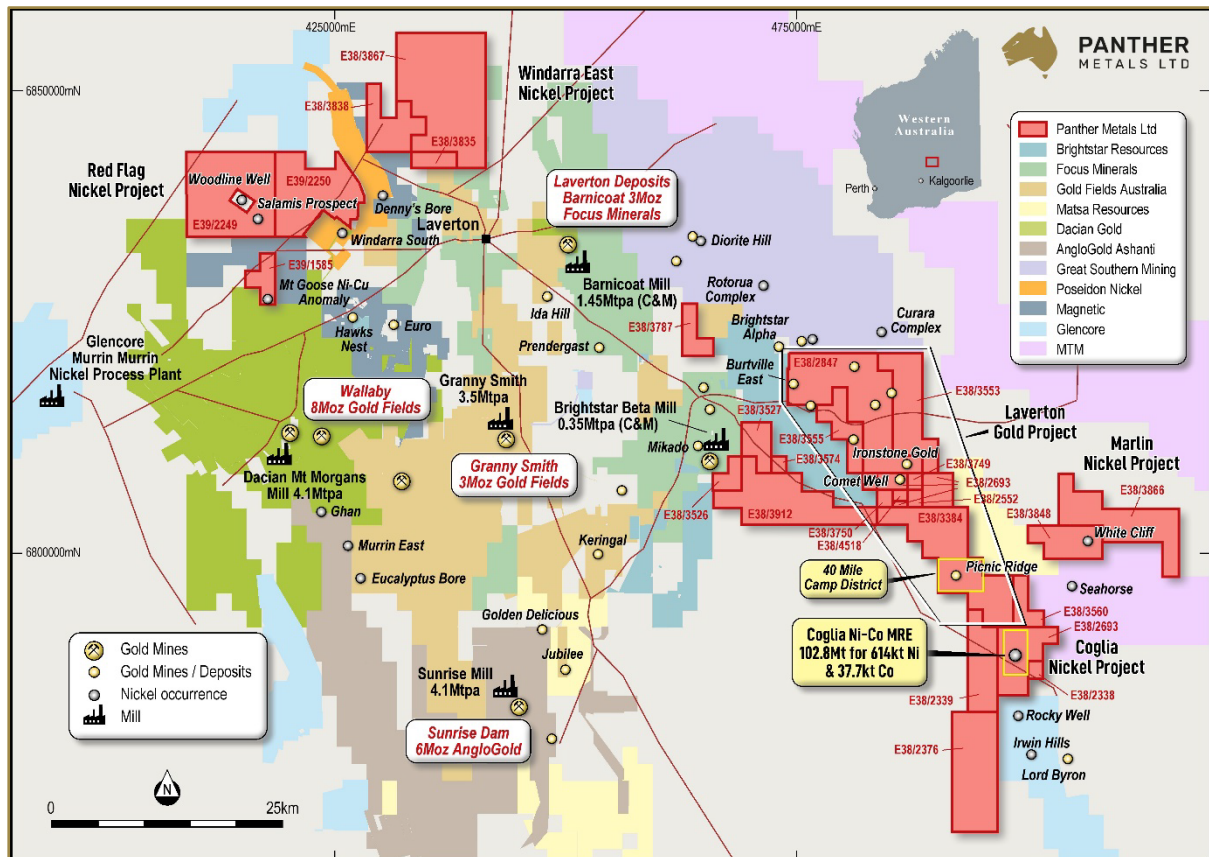 425000mE
475000mE
6850000mN
6800000mN
PANTHER
METALS LTD
Western
Australia
Perth
Kalgoorlie
Panther Metals Ltd
Brightstar Resources
Focus Minerals
Gold Fields Australia
Matsa Resources
Dacian Gold
AngloGold Ashanti
Great Southern Mining
Poseidon Nickel
Magnetic
Glencore
MTM
E38/3867
E38/3838
E38/3835
Windarra East
Nickel Project
Red Flag
Nickel Project
Woodline Well
E39/2250
Salamis Prospect
E39/2249
Denny's Bore
Laverton
Windarra South
Laverton Deposits
Barnicoat 3Moz
Focus Minerals
E39/1585
Mt Goose Ni-Cu
Anomaly
Barnicoat Mill
1.45Mtpa (C&M)
Diorite Hill
Rotorua
Complex
Ida Hill
Hawks
Nest
Euro
Prendergast
E38/3787
Brightstar
Alpha
Curara
Complex
Glencore
Murrin Murrin
Nickel Process Plant
Burtville
East
E38/2847
E38/3553
Wallaby
8Moz Gold Fields
Granny Smith
3.5Mtpa
Brightstar Beta Mill
0.35Mtpa (C&M)
Mikado
E38/3527
E38/3555
E38/3574
Laverton
Gold Project
Ironstone Gold
Comet Well
E38/3749
E38/2693
E38/2552
Marlin
Nickel Project
E38/3866
E38/3848
White Cliff
Granny Smith
3Moz Gold Fields
Dacian Mt Morgans
Mill 4.1Mtpa
Ghan
E38/3526
E38/3912
E38/3750
E38/4518
E38/3384
Murrin East
Keringal
Eucalyptus Bore
40 Mile
Camp District
Picnic Ridge
Seahorse
Golden Delicious
E38/3560
E38/2693
Coglia Ni-Co MRE
102.8Mt for 614kt Ni
& 37.7kt Co
Coglia
Nickel Project
Jubilee
Sunrise Mill
4.1Mtpa
E38/2339
E38/2338
Sunrise Dam
6Moz AngloGold
Rocky Well
E38/2376
Irwin Hills
Lord Byron
Gold Mines
Gold Mines / Deposits
Nickel occurrence
Mill
N
0
25km